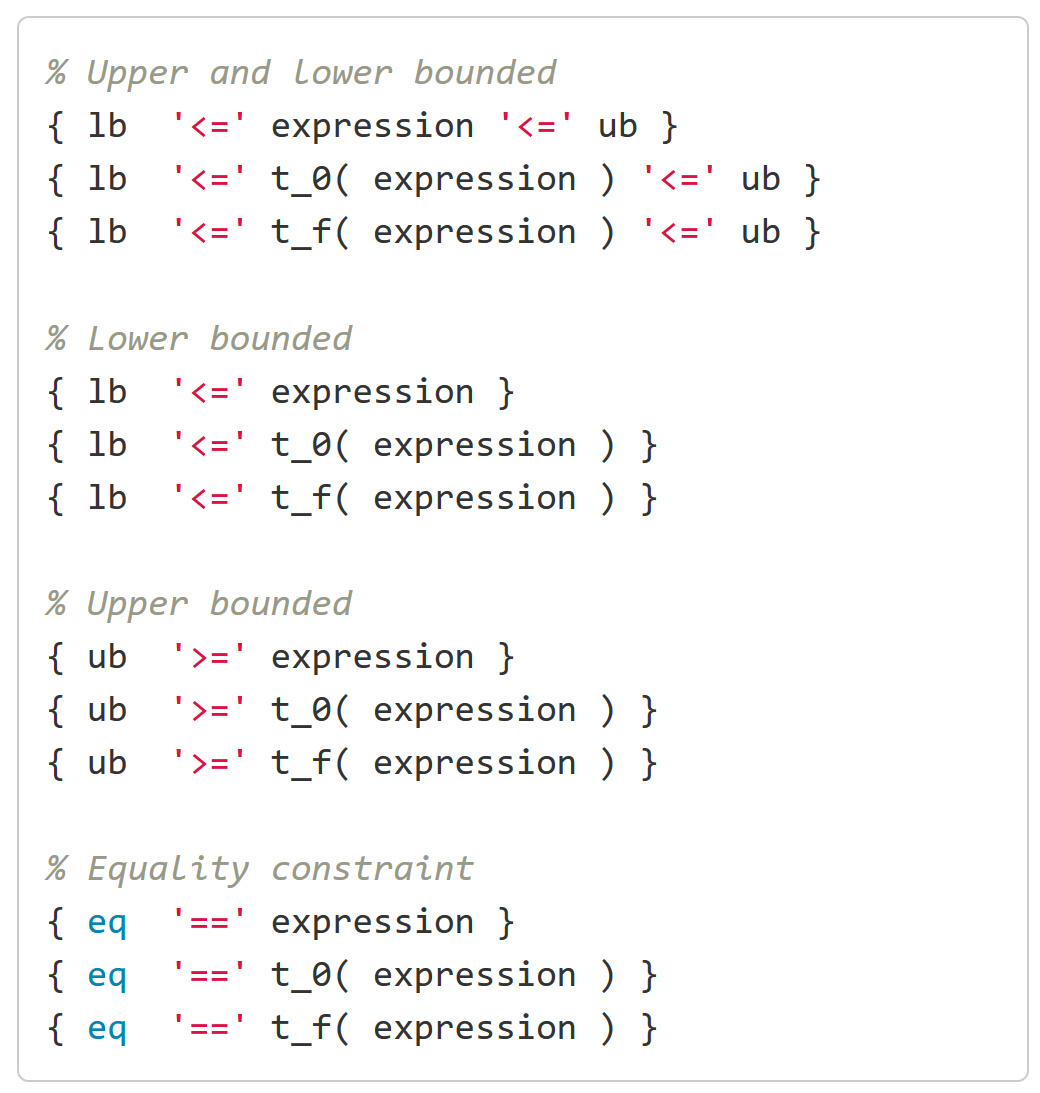 % Upper and lower bounded
{ lb  '<=' expression '<=' ub }
{ lb  '<=' t_0( expression ) '<=' ub }
{ lb  '<=' t_f( expression ) '<=' ub }
% Lower bounded
{ lb  '<=' expression }
{ lb  '<=' t_0( expression ) }
{ lb  '<=' t_f( expression ) }
% Upper bounded
{ ub  '>=' expression }
{ ub  '>=' t_0( expression ) }
{ ub  '>=' t_f( expression ) }
% Equality constraint
{ eq  '==' expression }
{ eq  '==' t_0( expression ) }
{ eq  '==' t_f( expression ) }